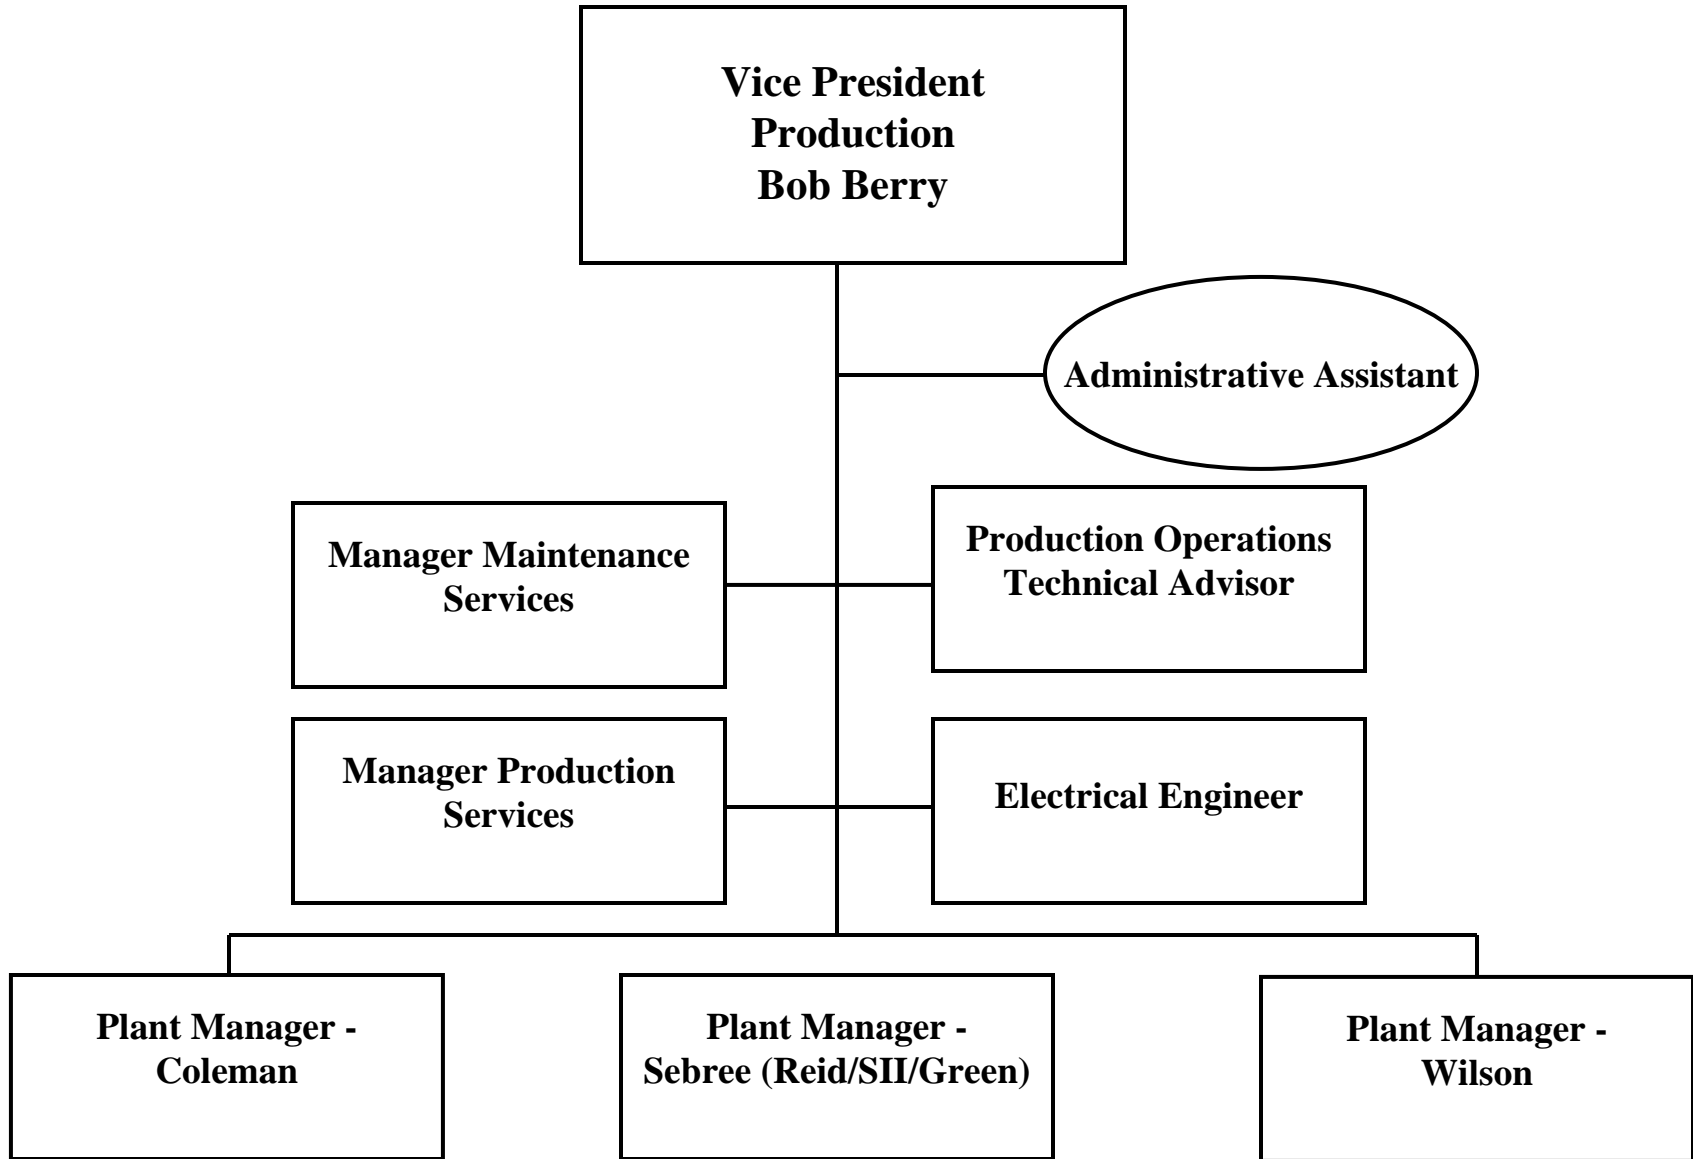 Vice President
Production
Bob Berry
Administrative Assistant
Manager Maintenance
Services
Production Operations
Technical Advisor
Manager Production
Services
Electrical Engineer
Plant Manager -
Coleman
Plant Manager -
Sebree (Reid/SII/Green)
Plant Manager -
Wilson